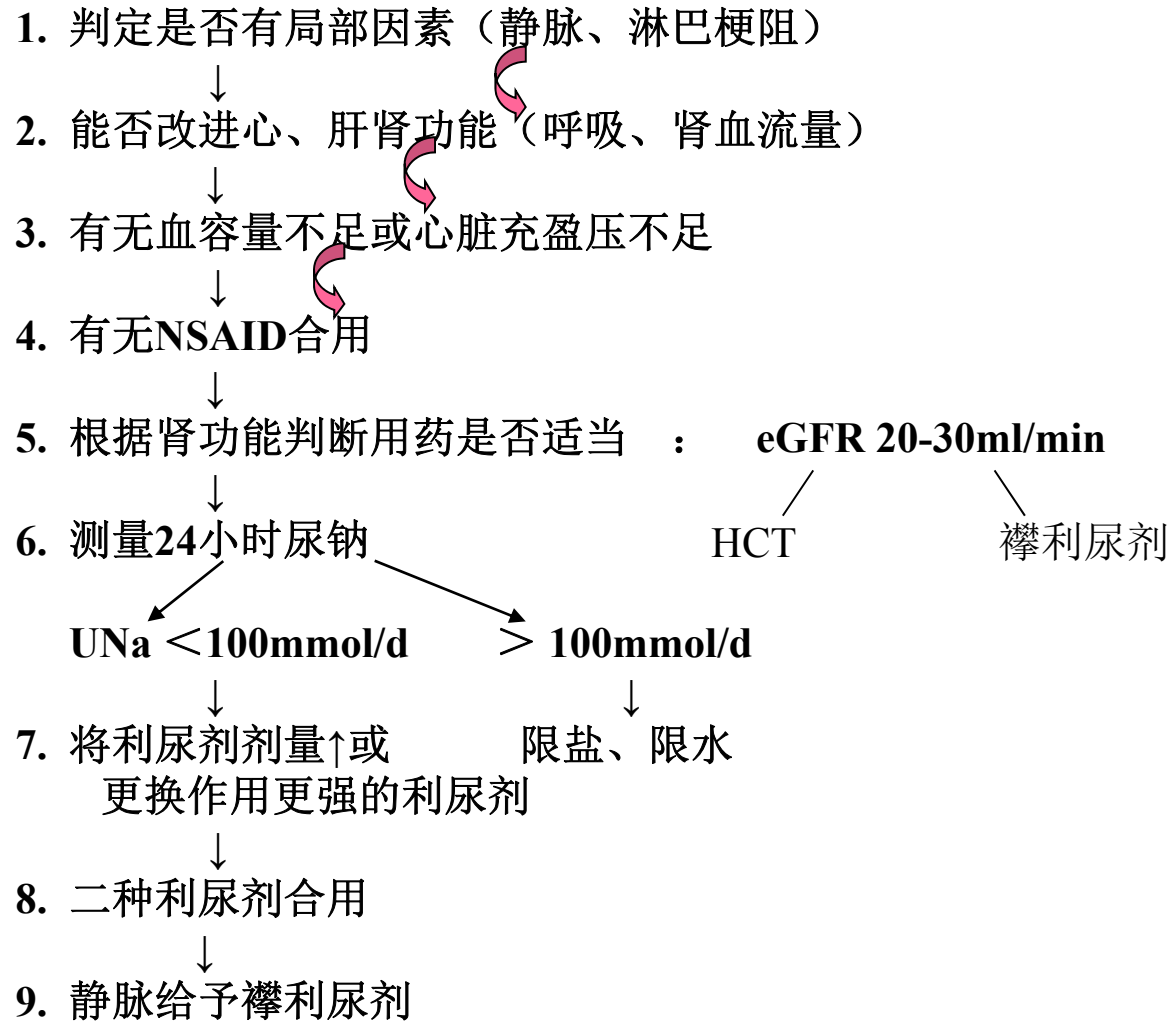 1. 判定是否有局部因素（静脉、淋巴梗阻）
↓
2. 能否改进心、肝肾功能（呼吸、肾血流量）
↓
3. 有无血容量不足或心脏充盈压不足
↓
4. 有无NSAID合用
↓
5. 根据肾功能判断用药是否适当 ： eGFR 20-30ml/min
↓
6. 测量24小时尿钠 HCT 襻利尿剂
UNa ＜100mmol/d ＞ 100mmol/d
↓ ↓
7. 将利尿剂剂量↑或 限盐、限水
更换作用更强的利尿剂
↓
8. 二种利尿剂合用
↓
9. 静脉给予襻利尿剂